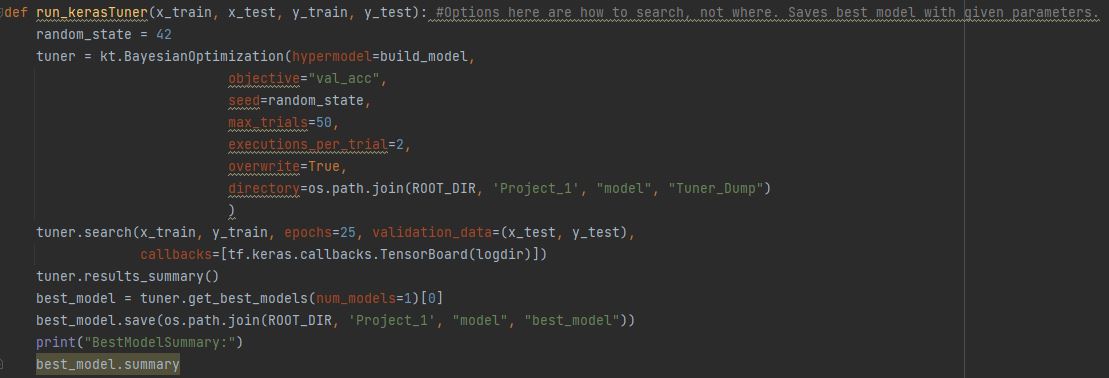 def run_kerasTuner(x_train, x_test, y_train, y_test): #Options here are how to search, not where. Saves best model with given parameters.
random_state = 42
tuner = kt.BayesianOptimization(hypermodel=build_model,
objective="val_acc",
seed=random_state,
max_trials=50,
executions_per_trial=2,
overwrite=True,
directory=os.path.join(ROOT_DIR, 'Project_1', "model", "Tuner_Dump")
)
tuner.search(x_train, y_train, epochs=25, validation_data=(x_test, y_test),
callbacks=[tf.keras.callbacks.TensorBoard(logdir)])
tuner.results_summary()
best_model = tuner.get_best_models(num_models=1)[0]
best_model.save(os.path.join(ROOT_DIR, 'Project_1', "model", "best_model"))
print("BestModelSummary:")
best_model.summary